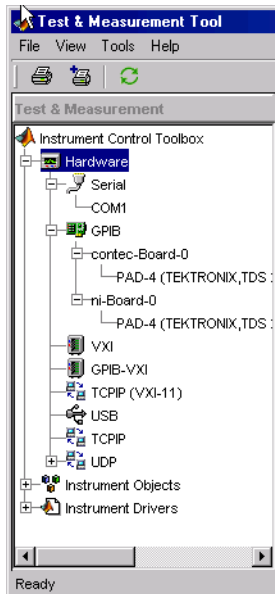 Test & Measurement Tool
File View Tools Help
Test & Measurement
Instrument Control Toolbox
Hardware
Serial
COM1
GPIB
contec-Board-0
PAD-4 (TEKTRONIX,TDS
ni-Board-0
PAD-4 (TEKTRONIX,TDS
VXI
GPIB-VXI
TCPIP (VXI-11)
USB
TCPIP
UDP
Instrument Objects
Instrument Drivers
Ready